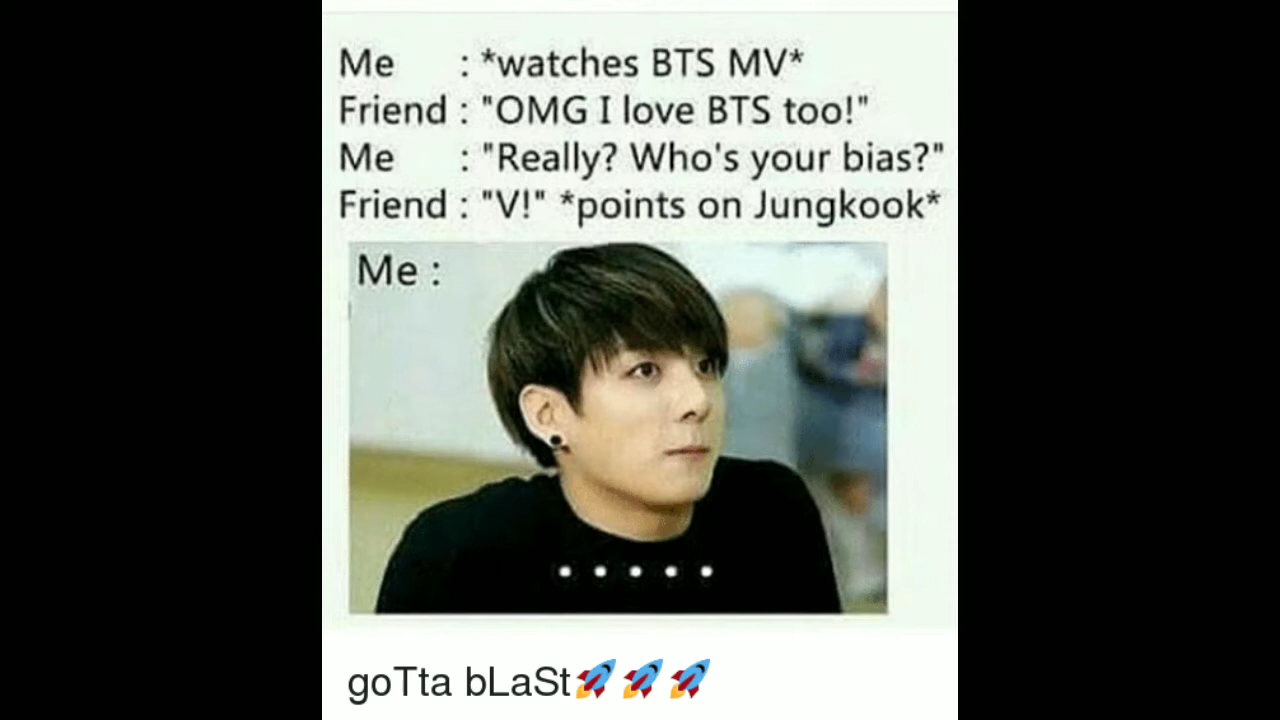 Me : *watches BTS MV*
Friend : "OMG I love BTS too!"
Me : "Really? Who's your bias?"
Friend : "V!" *points on Jungkook*
Me :
.....
goTta bLaSt🚀🚀🚀